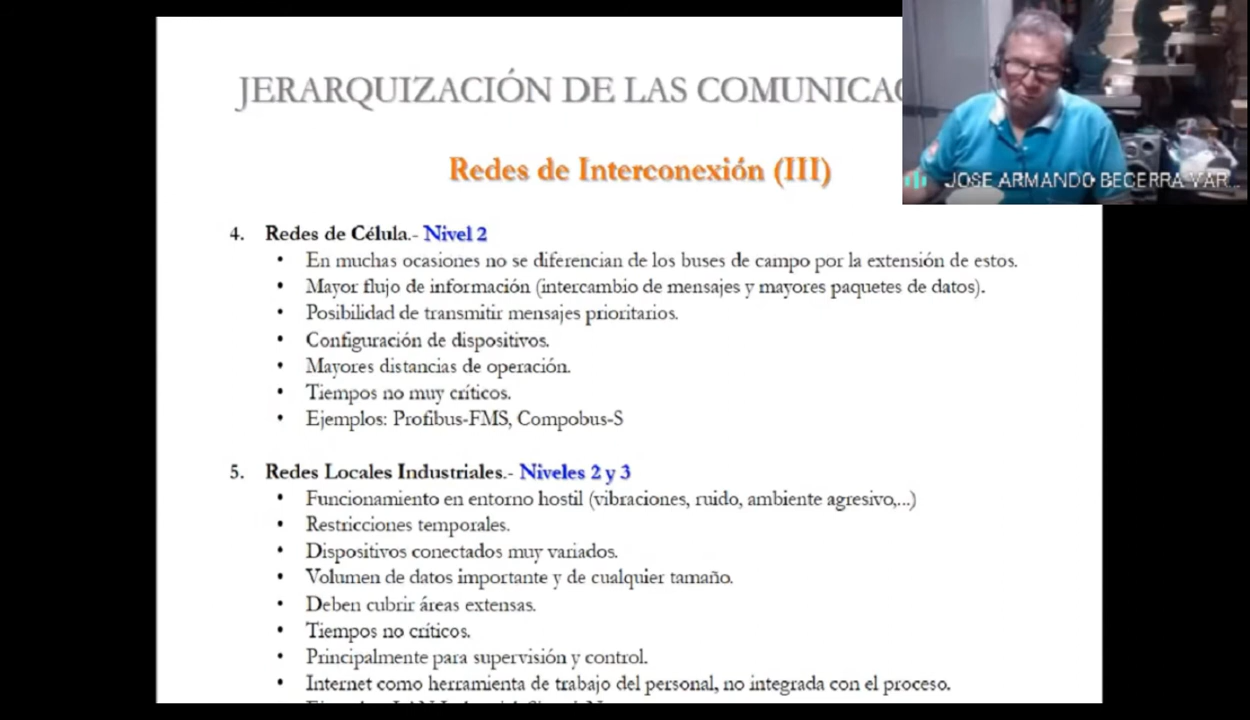 JERARQUIZACIÓN DE LAS COMUNICAC
Redes de Interconexión (III)
JOSE ARMANDO BECERRA VAR...
4. Redes de Célula.- Nivel 2
• En muchas ocasiones no se diferencian de los buses de campo por la extensión de estos.
• Mayor flujo de información (intercambio de mensajes y mayores paquetes de datos).
• Posibilidad de transmitir mensajes prioritarios.
• Configuración de dispositivos.
• Mayores distancias de operación.
• Tiempos no muy críticos.
• Ejemplos: Profibus-FMS, Compobus-S
5. Redes Locales Industriales.- Niveles 2 y 3
• Funcionamiento en entorno hostil (vibraciones, ruido, ambiente agresivo,...)
• Restricciones temporales.
• Dispositivos conectados muy variados.
• Volumen de datos importante y de cualquier tamaño.
• Deben cubrir áreas extensas.
• Tiempos no críticos.
• Principalmente para supervisión y control.
• Internet como herramienta de trabajo del personal, no integrada con el proceso.